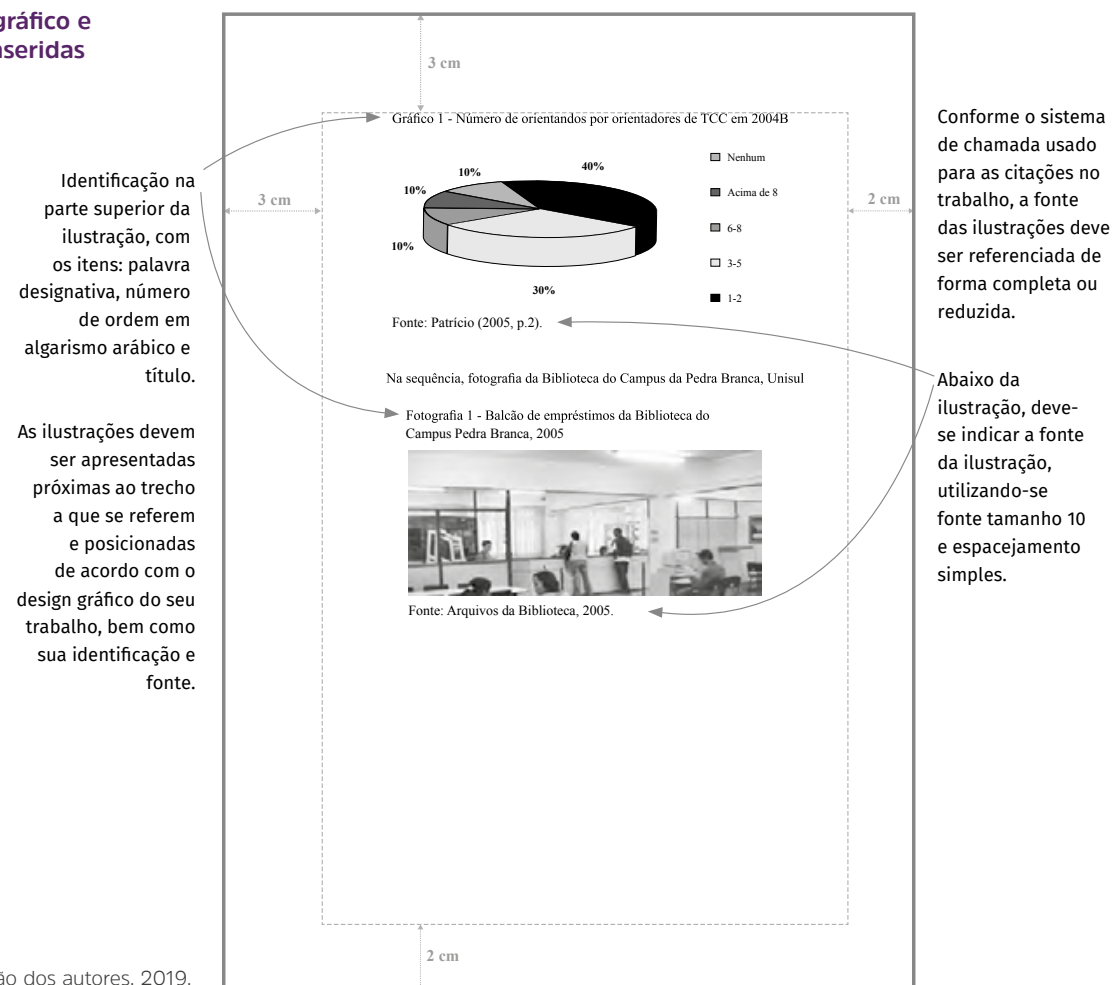 gráfico e
nseridas
3 cm
Gráfico 1 - Número de orientandos por orientadores de TCC em 2004B
10%
40%
10%
10%
30%
Nenhum
Acima de 8
6-8
3-5
1-2
Fonte: Patrício (2005, p.2).
Na sequência, fotografia da Biblioteca do Campus da Pedra Branca, Unisul
Fotografia 1 - Balcão de empréstimos da Biblioteca do
Campus Pedra Branca, 2005
Fonte: Arquivos da Biblioteca, 2005.
3 cm
2 cm
2 cm
Identificação na
parte superior da
ilustração, com
os itens: palavra
designativa, número
de ordem em
algarismo arábico e
título.
As ilustrações devem
ser apresentadas
próximas ao trecho
a que se referem
e posicionadas
de acordo com o
design gráfico do seu
trabalho, bem como
sua identificação e
fonte.
Conforme o sistema
de chamada usado
para as citações no
trabalho, a fonte
das ilustrações deve
ser referenciada de
forma completa ou
reduzida.
Abaixo da
ilustração, deve-
se indicar a fonte
da ilustração,
utilizando-se
fonte tamanho 10
e espacejamento
simples.
ão dos autores, 2019.